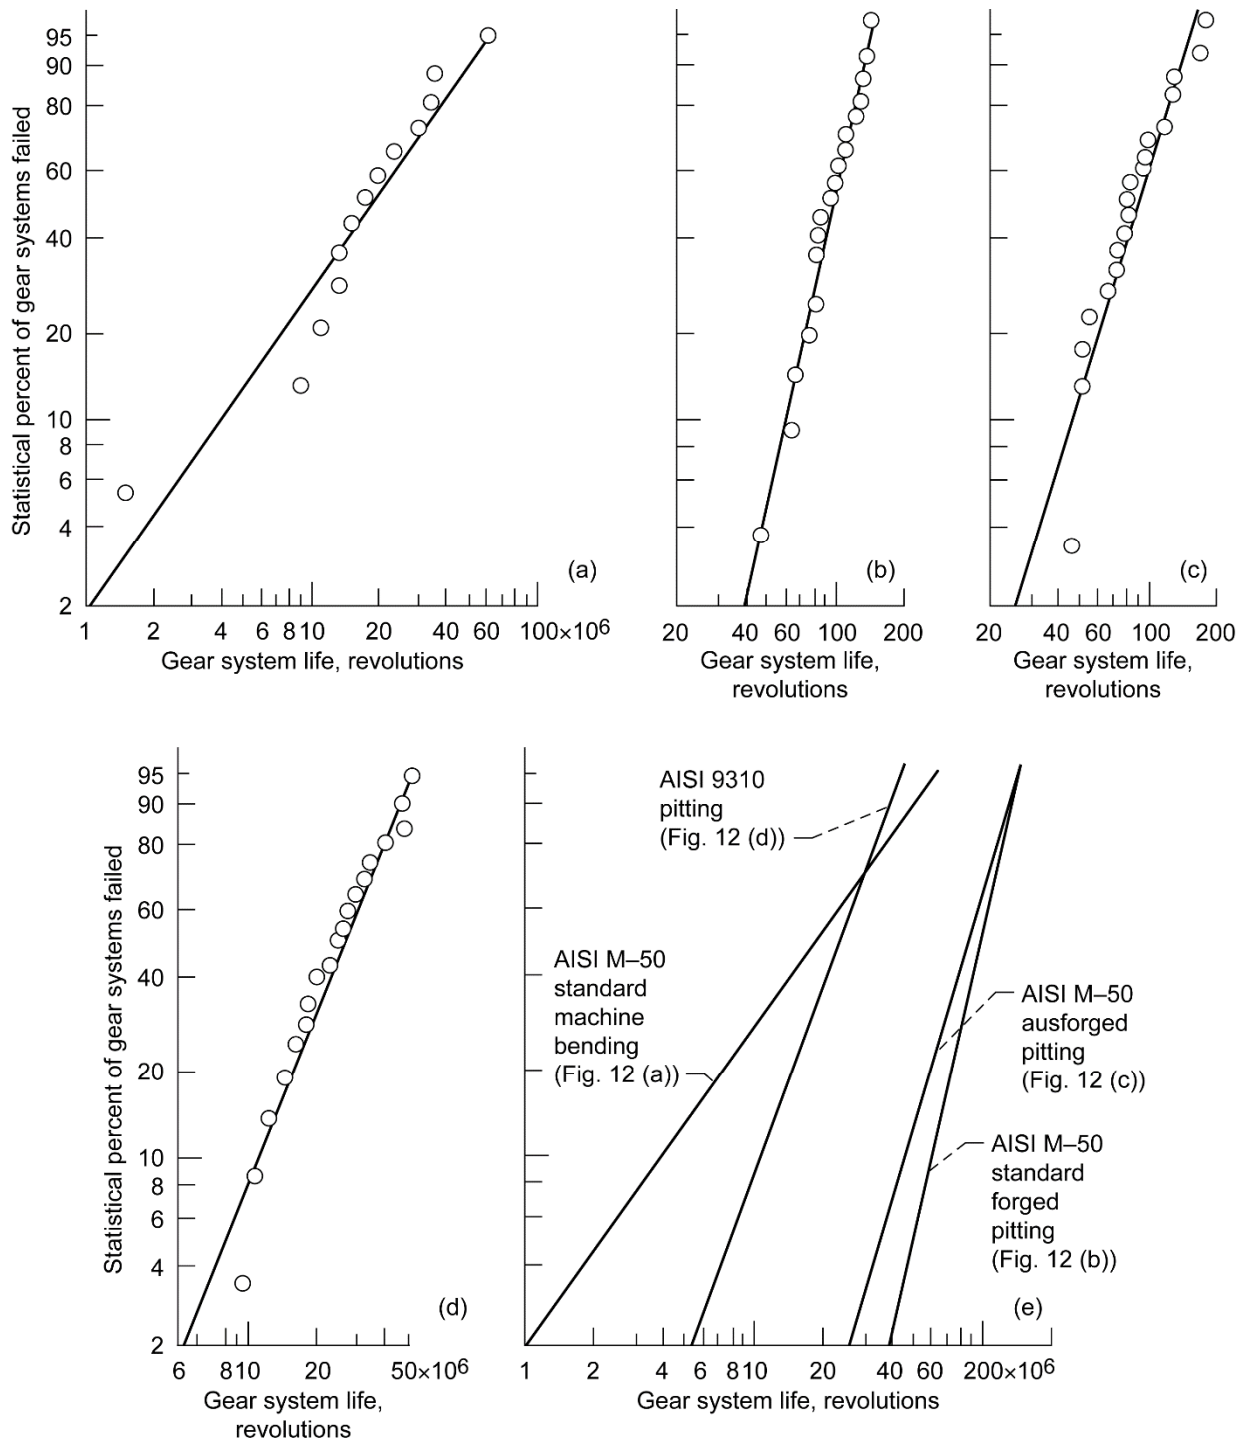 Statistical percent of gear systems failed
95
90
80
60
40
20
10
8
6
4
2
1 2 4 6 8 10 20 40 60 100×10⁶
Gear system life, revolutions
(a)
20 40 60 100 200
Gear system life,
revolutions
(b)
20 40 60 100 200
Gear system life,
revolutions
(c)
Statistical percent of gear systems failed
95
90
80
60
40
20
10
8
6
4
2
6 8 10 20 50×10⁶
Gear system life,
revolutions
(d)
AISI 9310
pitting
(Fig. 12 (d))
AISI M–50
standard
machine
bending
(Fig. 12 (a))
AISI M–50
ausforged
pitting
(Fig. 12 (c))
AISI M–50
standard
forged
pitting
(Fig. 12 (b))
(e)
1 2 4 6 8 10 20 40 60 200×10⁶
Gear system life, revolutions